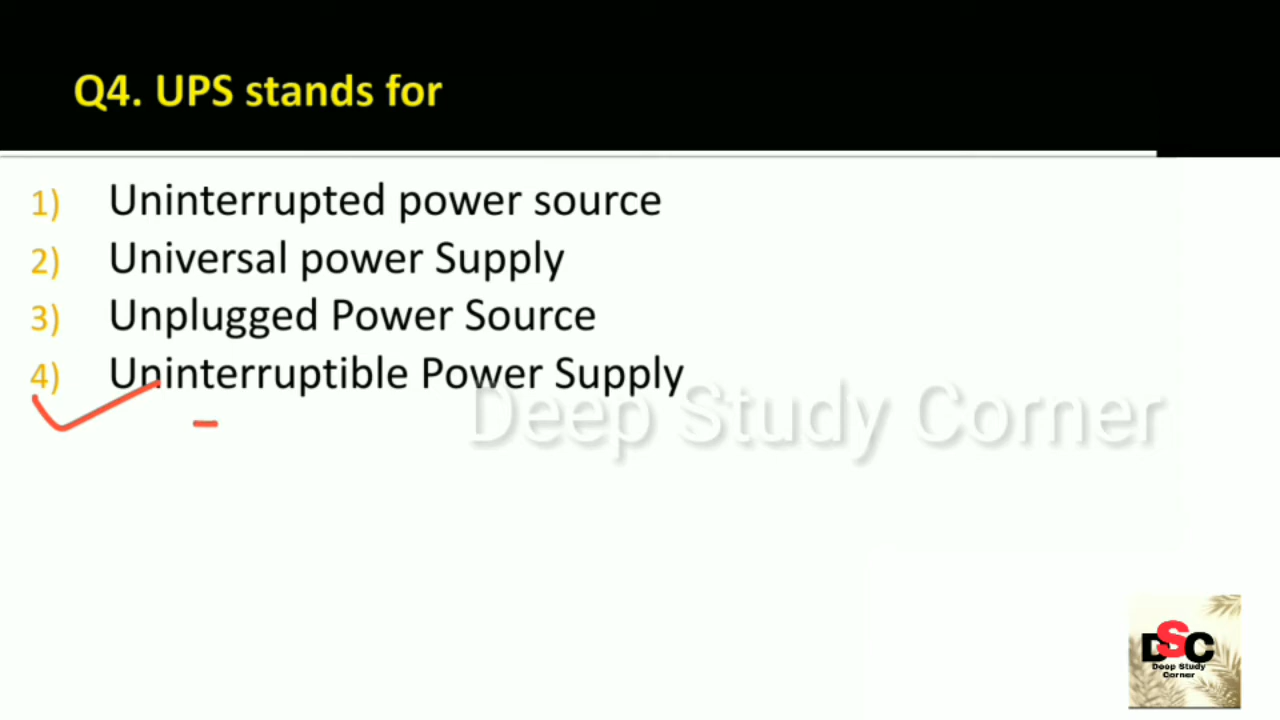 Q4. UPS stands for
1) Uninterrupted power source
2) Universal power Supply
3) Unplugged Power Source
4) Uninterruptible Power Supply
Deep Study Corner
DSC
Deep Study
Corner